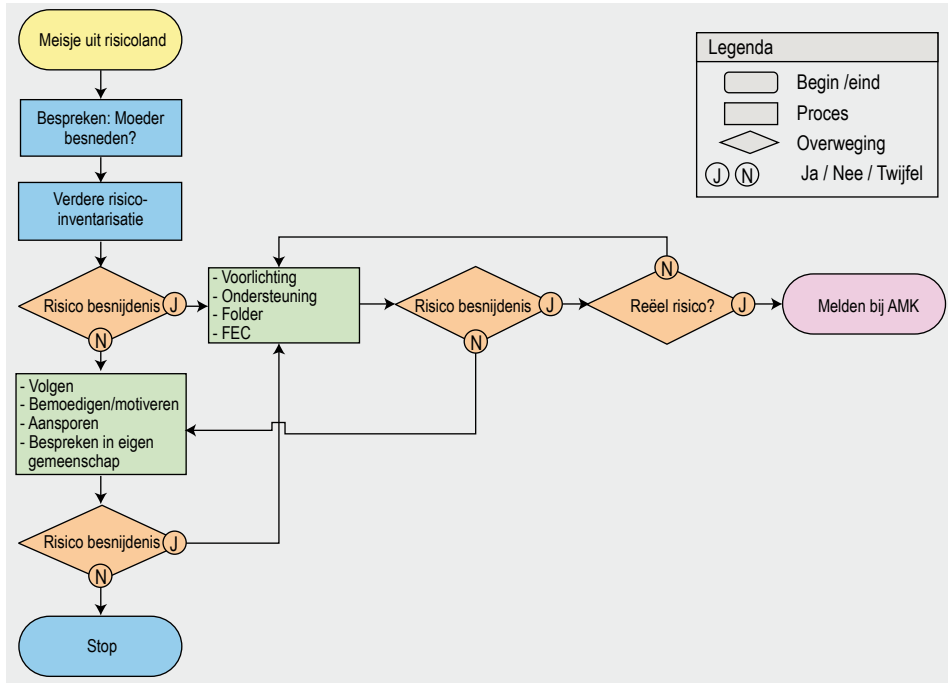 Meisje uit risicoland
Bespreken: Moeder
besneden?
Verdere risico-
inventarisatie
Risico besnijdenis
J
N
- Voorlichting
- Ondersteuning
- Folder
- FEC
Risico besnijdenis
J
N
Reëel risico?
N
J
Melden bij AMK
- Volgen
- Bemoedigen/motiveren
- Aansporen
- Bespreken in eigen
gemeenschap
Risico besnijdenis
J
N
Stop
Legenda
Begin /eind
Proces
Overweging
J N Ja / Nee / Twijfel